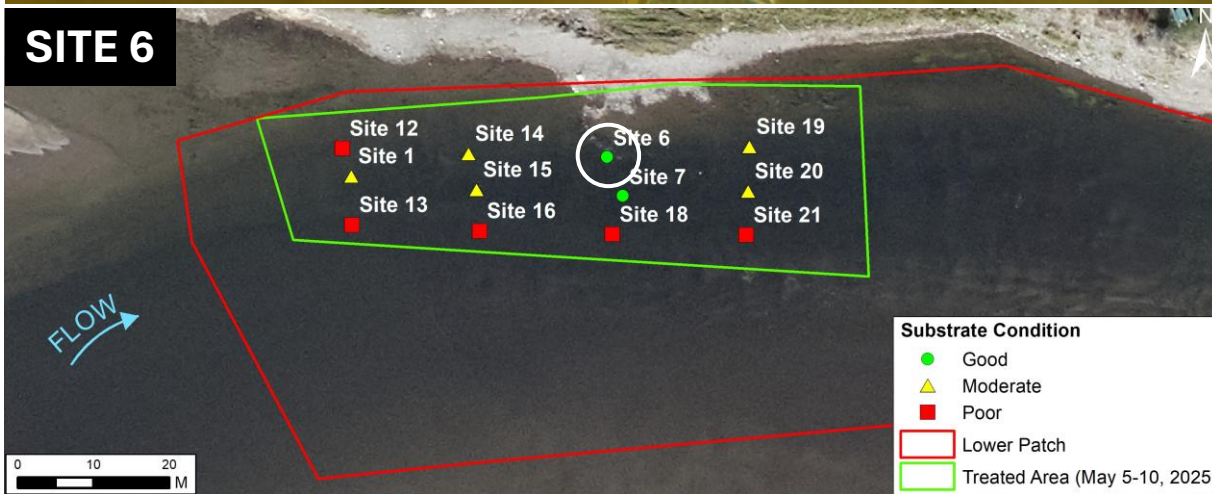 SITE 6
N
Site 12
Site 14
Site 6
Site 19
Site 1
Site 15
Site 7
Site 20
Site 13
Site 16
Site 18
Site 21
FLOW
Substrate Condition
Good
Moderate
Poor
Lower Patch
Treated Area (May 5-10, 2025
0 10 20
M